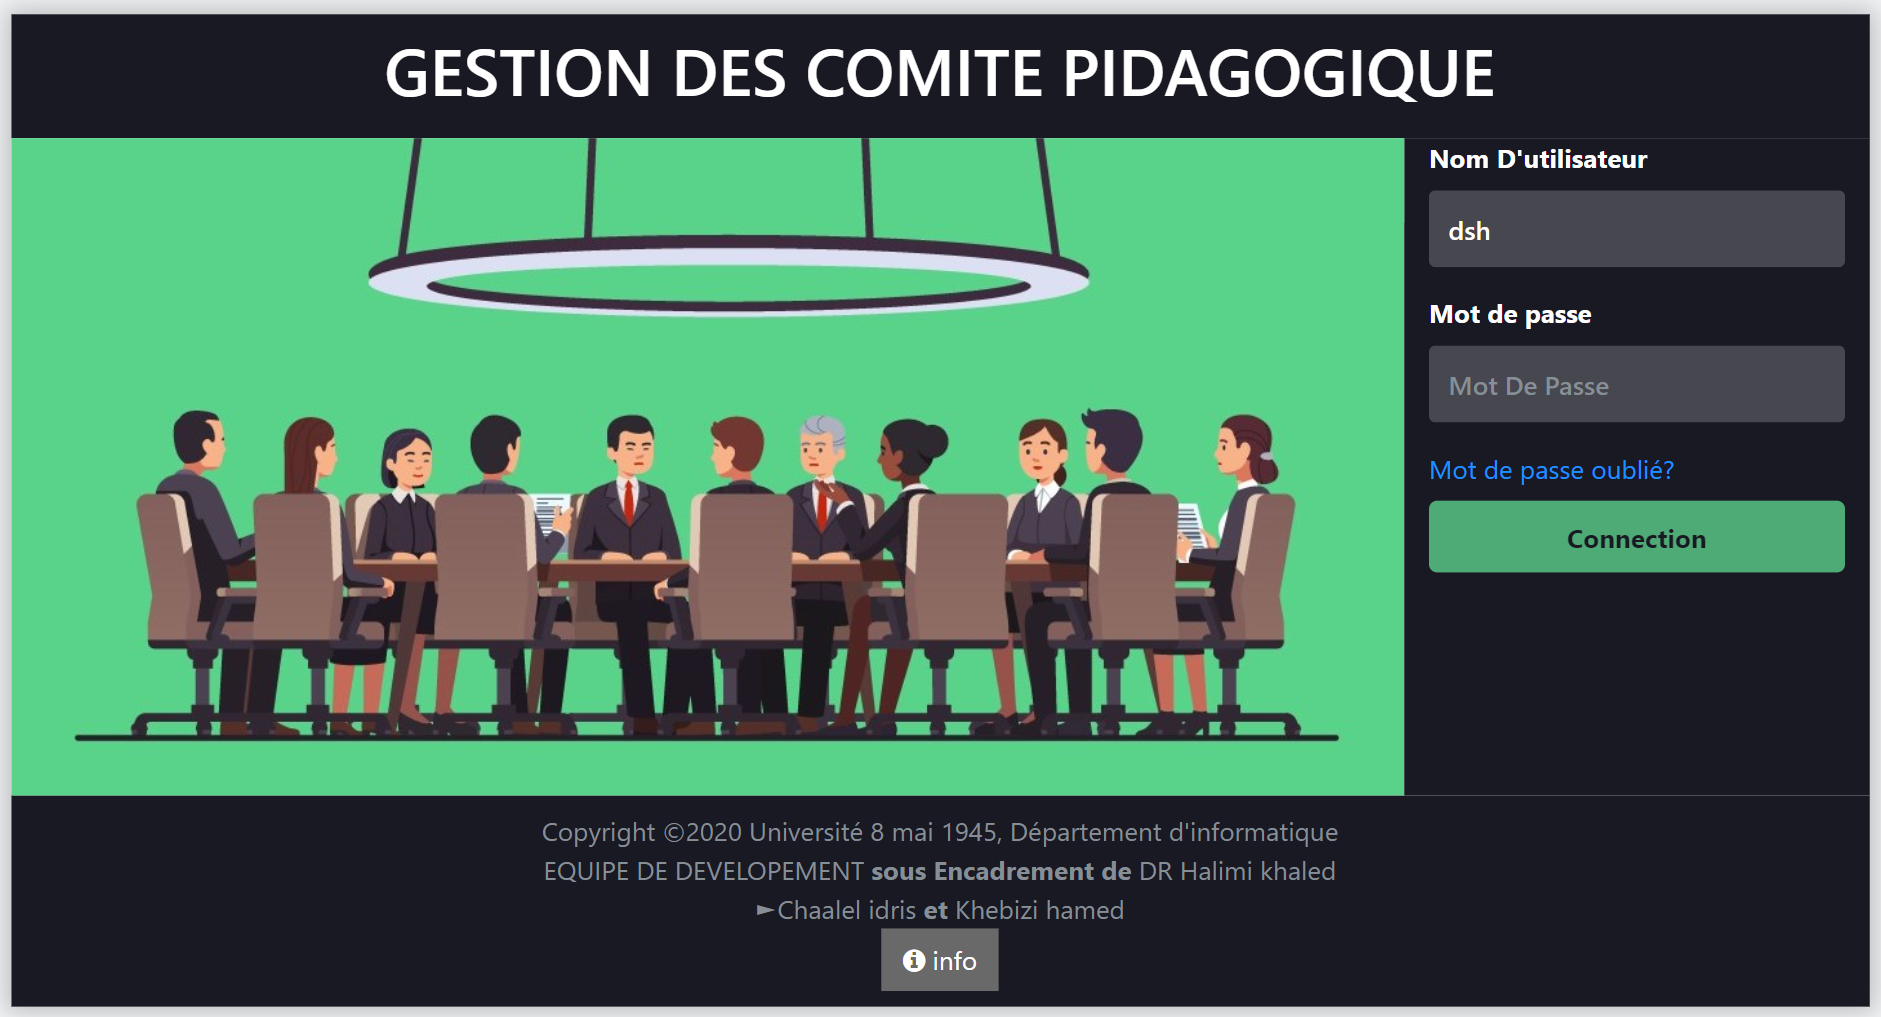 GESTION DES COMITE PIDAGOGIQUE
Nom D'utilisateur
dsh
Mot de passe
Mot De Passe
Mot de passe oublié?
Connection
Copyright ©2020 Université 8 mai 1945, Département d'informatique
EQUIPE DE DEVELOPEMENT sous Encadrement de DR Halimi khaled
►Chaalel idris et Khebizi hamed
info